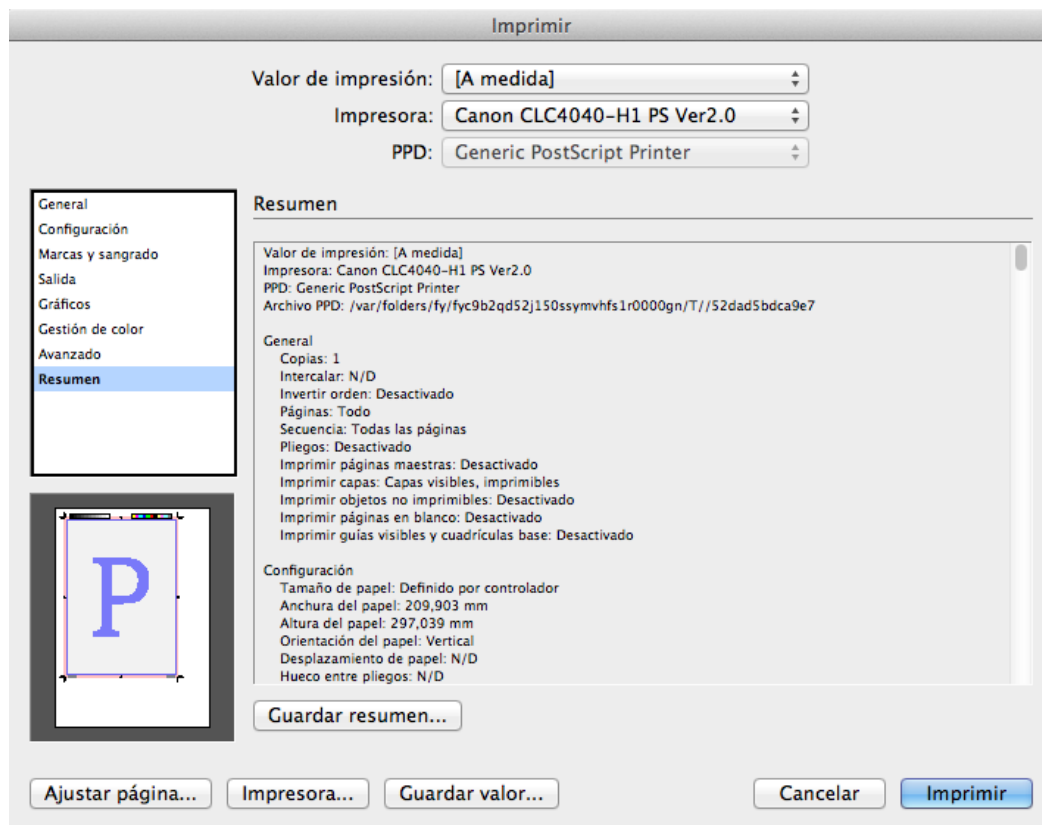 Imprimir
Valor de impresión: [A medida]
Impresora: Canon CLC4040-H1 PS Ver2.0
PPD: Generic PostScript Printer
General
Configuración
Marcas y sangrado
Salida
Gráficos
Gestión de color
Avanzado
Resumen
Resumen
Valor de impresión: [A medida]
Impresora: Canon CLC4040-H1 PS Ver2.0
PPD: Generic PostScript Printer
Archivo PPD: /var/folders/fy/fyc9b2qd52j150ssymvhfs1r0000gn/T//52dad5bdca9e7
General
Copias: 1
Intercalar: N/D
Invertir orden: Desactivado
Páginas: Todo
Secuencia: Todas las páginas
Pliegos: Desactivado
Imprimir páginas maestras: Desactivado
Imprimir capas: Capas visibles, imprimibles
Imprimir objetos no imprimibles: Desactivado
Imprimir páginas en blanco: Desactivado
Imprimir guías visibles y cuadrículas base: Desactivado
Configuración
Tamaño de papel: Definido por controlador
Anchura del papel: 209,903 mm
Altura del papel: 297,039 mm
Orientación del papel: Vertical
Desplazamiento de papel: N/D
Hueco entre pliegos: N/D
P
Guardar resumen...
Ajustar página...
Impresora...
Guardar valor...
Cancelar
Imprimir